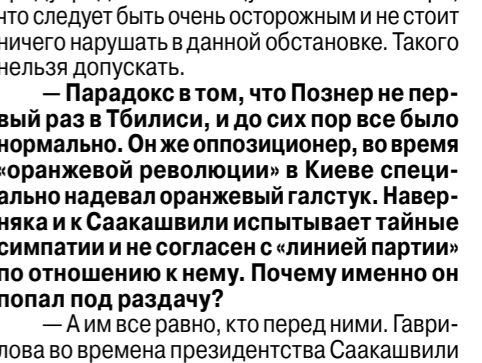 что следует быть очень осторожным и не стоит
ничего нарушать в данной обстановке. Такого
нельзя допускать.
— Парадокс в том, что Познер не пер-
вый раз в Тбилиси, и до сих пор все было
нормально. Он же оппозиционер, во время
«оранжевой революции» в Киеве специ-
ально надевал оранжевый галстук. Навер-
няка и к Саакашвили испытывает тайные
симпатии и не согласен с «линией партии»
по отношению к нему. Почему именно он
попал под раздачу?
— А им все равно, кто перед ними. Гаври-
лова во времена президентства Саакашвили